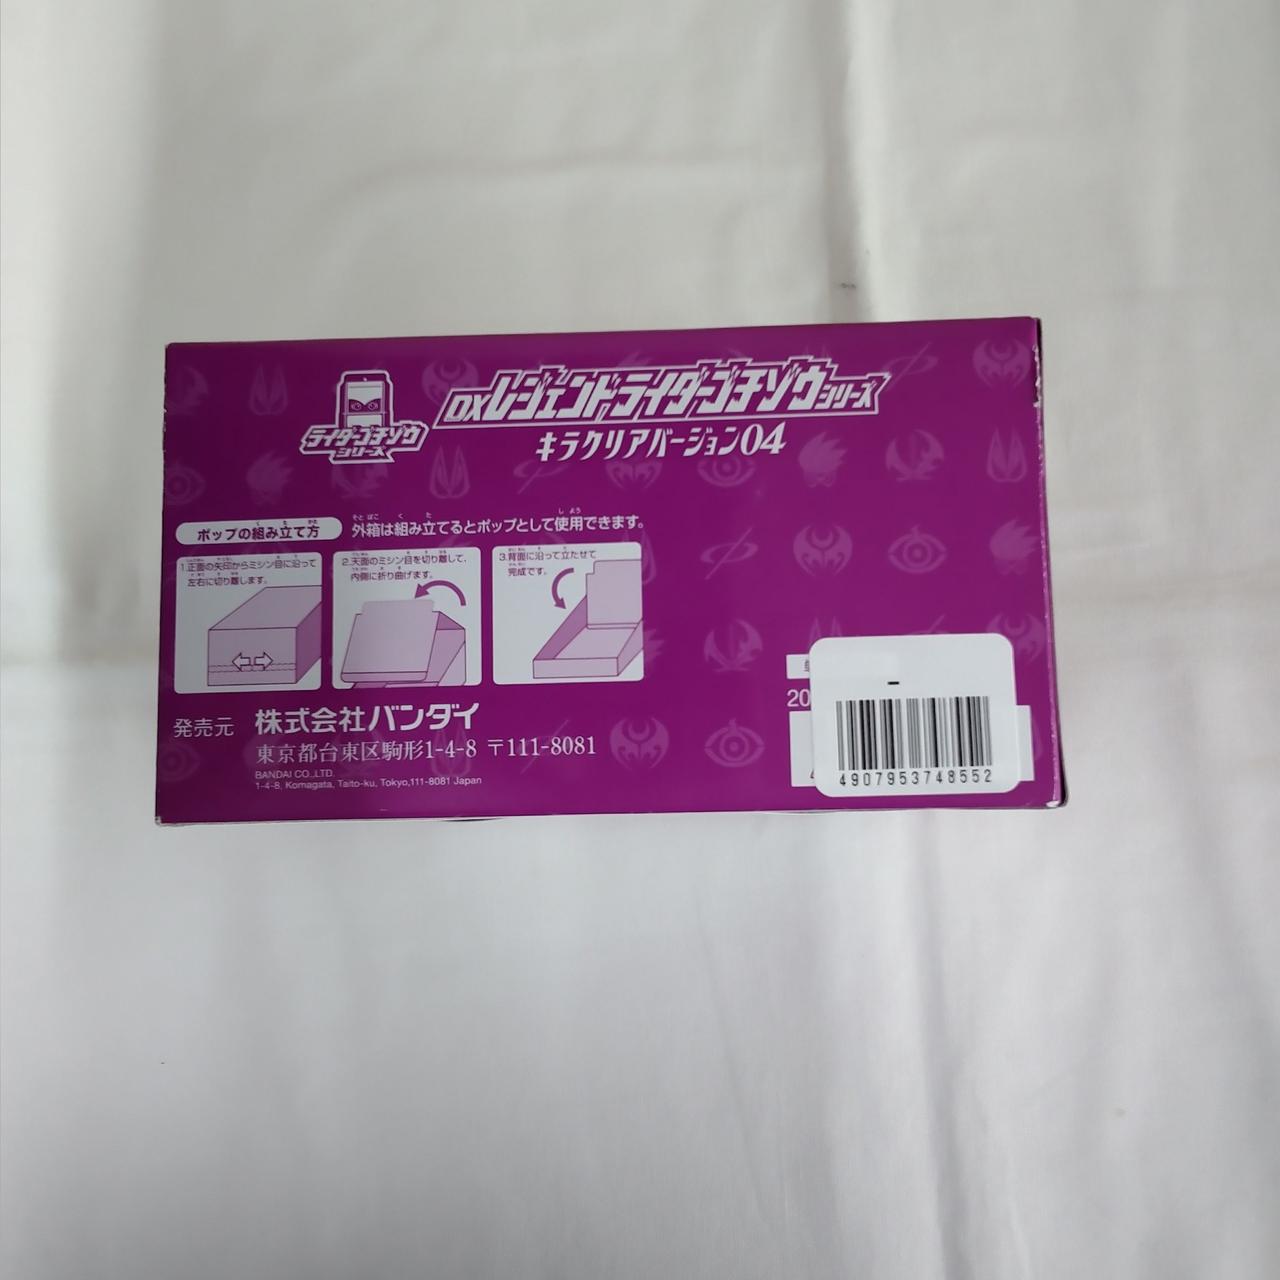 ライダーゴチゾウ
シリーズ
DXレジェンドライダーゴチゾウシリーズ
キラクリアバージョン04
ポップの組み立て方
外箱は組み立てるとポップとして使用できます。
1.正面の矢印からミシン目に沿って
左右に切り離します。
2.天面のミシン目を切り離して、
内側に折り曲げます。
3.背面に沿って立たせて
完成です。
発売元 株式会社バンダイ
東京都台東区駒形1-4-8 〒111-8081
BANDAI CO.,LTD.
1-4-8, Komagata, Taito-ku, Tokyo,111-8081 Japan
20
4907953748552